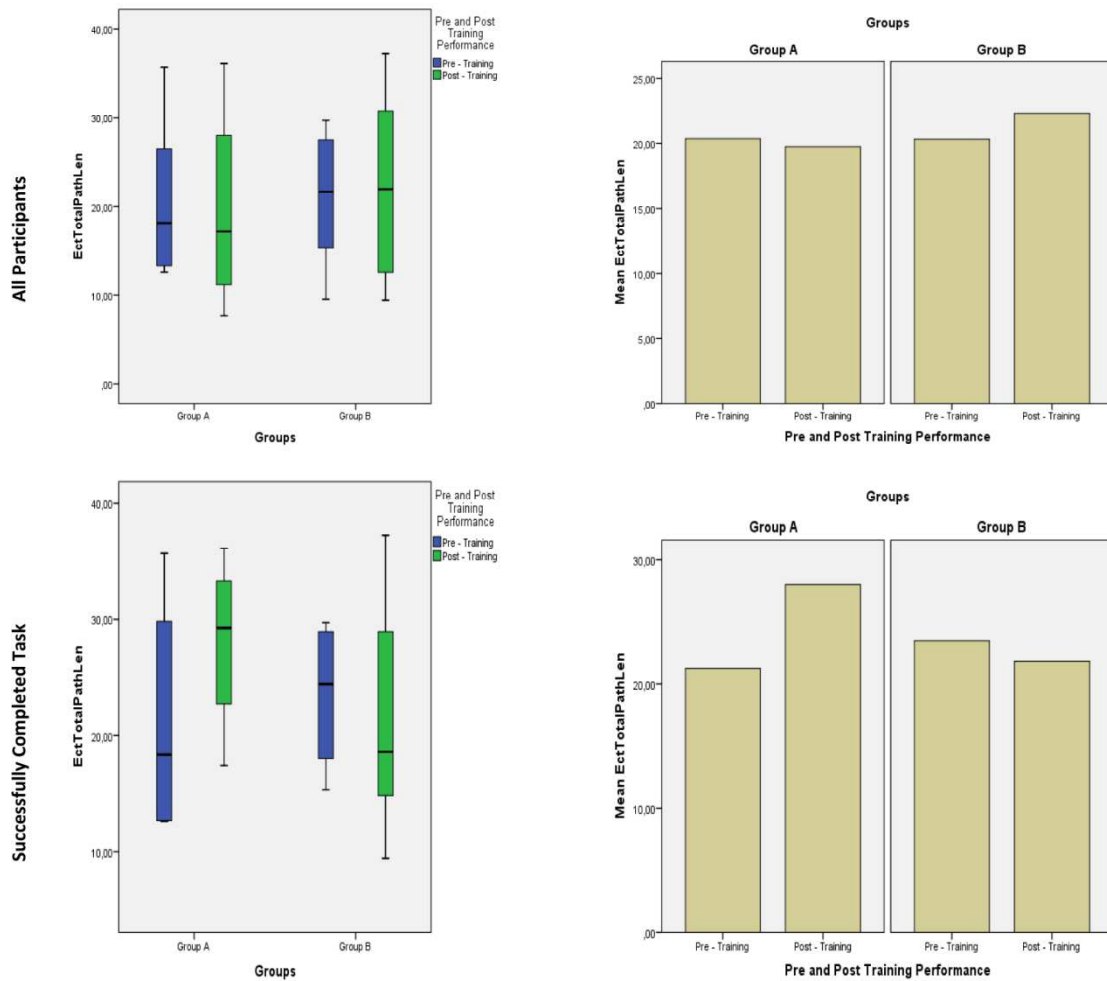 All Participants
EctTotalPathLen
40,00
30,00
20,00
10,00
,00
Group A
Group B
Groups
Pre and Post
Training
Performance
Pre - Training
Post - Training
Groups
Group A
Group B
Mean EctTotalPathLen
25,00
20,00
15,00
10,00
5,00
,00
Pre - Training
Post - Training
Pre - Training
Post - Training
Pre and Post Training Performance
Successfully Completed Task
EctTotalPathLen
40,00
30,00
20,00
10,00
Group A
Group B
Groups
Pre and Post
Training
Performance
Pre - Training
Post - Training
Groups
Group A
Group B
Mean EctTotalPathLen
30,00
20,00
10,00
,00
Pre - Training
Post - Training
Pre - Training
Post - Training
Pre and Post Training Performance